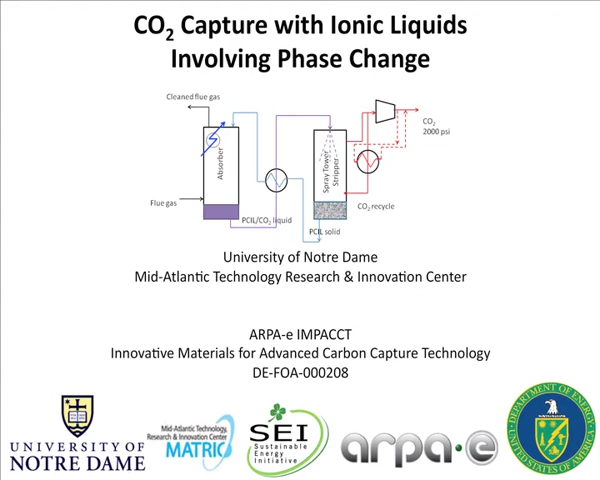 CO2 Capture with Ionic Liquids
Involving Phase Change
Cleaned flue gas
CO2
2000 psi
Absorber
Spray Tower
Stripper
Flue gas
CO2 recycle
PCIL/CO2 liquid
PCIL solid
University of Notre Dame
Mid-Atlantic Technology Research & Innovation Center
ARPA-e IMPACCT
Innovative Materials for Advanced Carbon Capture Technology
DE-FOA-000208
UNIVERSITY OF
NOTRE DAME
Mid-Atlantic Technology,
Research & Innovation Center
MATRIC
SEI
Sustainable
Energy
Initiative
arpa·e
DEPARTMENT OF ENERGY
UNITED STATES OF AMERICA